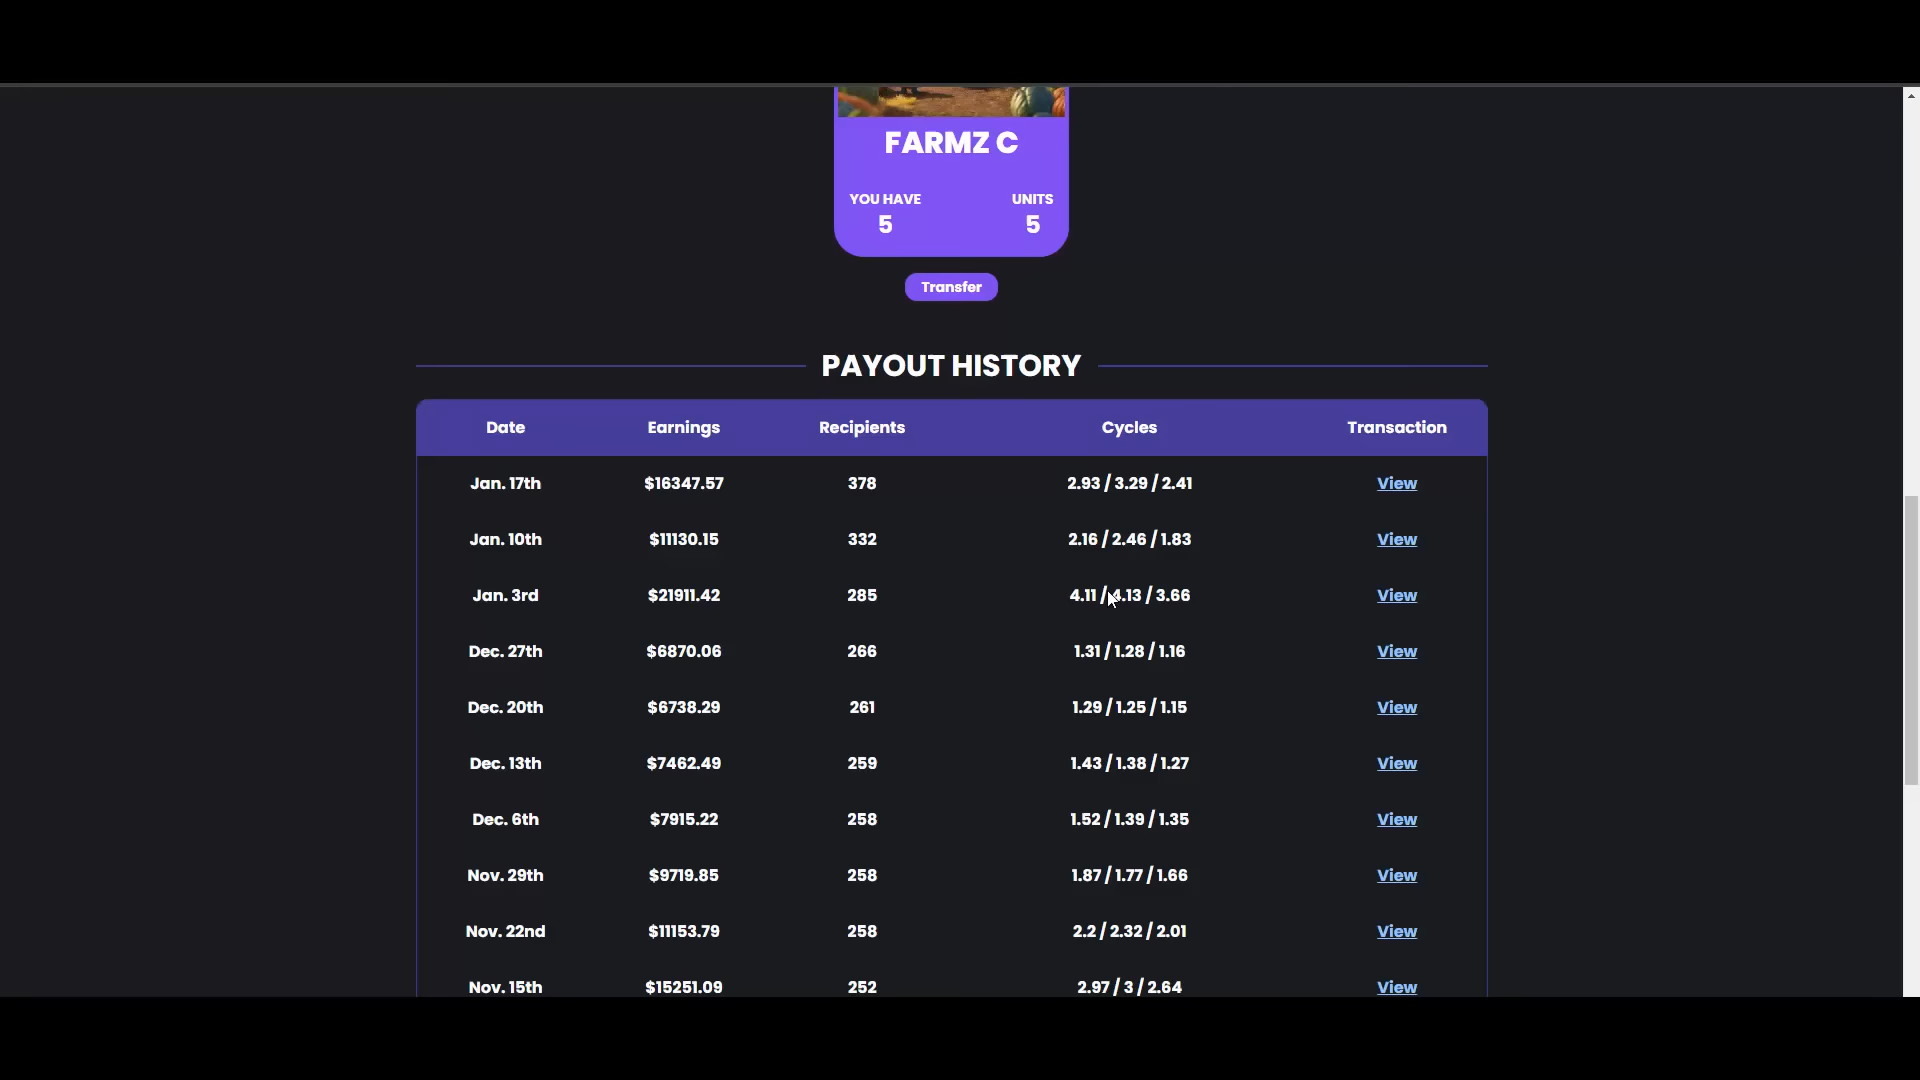 FARMZ C
YOU HAVE UNITS
5 5
Transfer
PAYOUT HISTORY
Date Earnings Recipients Cycles Transaction
Jan. 17th $16347.57 378 2.93 / 3.29 / 2.41 View
Jan. 10th $11130.15 332 2.16 / 2.46 / 1.83 View
Jan. 3rd $21911.42 285 4.11 / 4.13 / 3.66 View
Dec. 27th $6870.06 266 1.31 / 1.28 / 1.16 View
Dec. 20th $6738.29 261 1.29 / 1.25 / 1.15 View
Dec. 13th $7462.49 259 1.43 / 1.38 / 1.27 View
Dec. 6th $7915.22 258 1.52 / 1.39 / 1.35 View
Nov. 29th $9719.85 258 1.87 / 1.77 / 1.66 View
Nov. 22nd $11153.79 258 2.2 / 2.32 / 2.01 View
Nov. 15th $15251.09 252 2.97 / 3 / 2.64 View